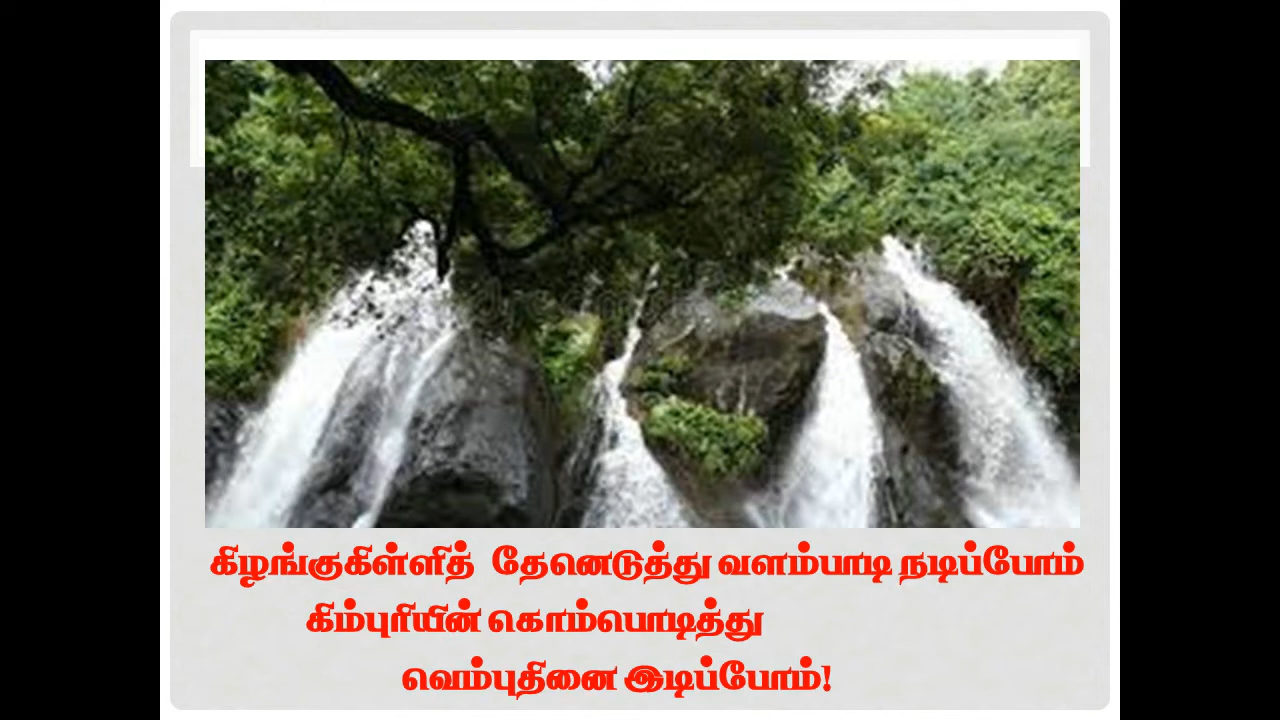 கிழங்குகிள்ளித் தேனெடுத்து வளம்பாடி நடிப்போம்
கிம்புரியின் கொம்பொடித்து
வெம்புதினை இடிப்போம்!